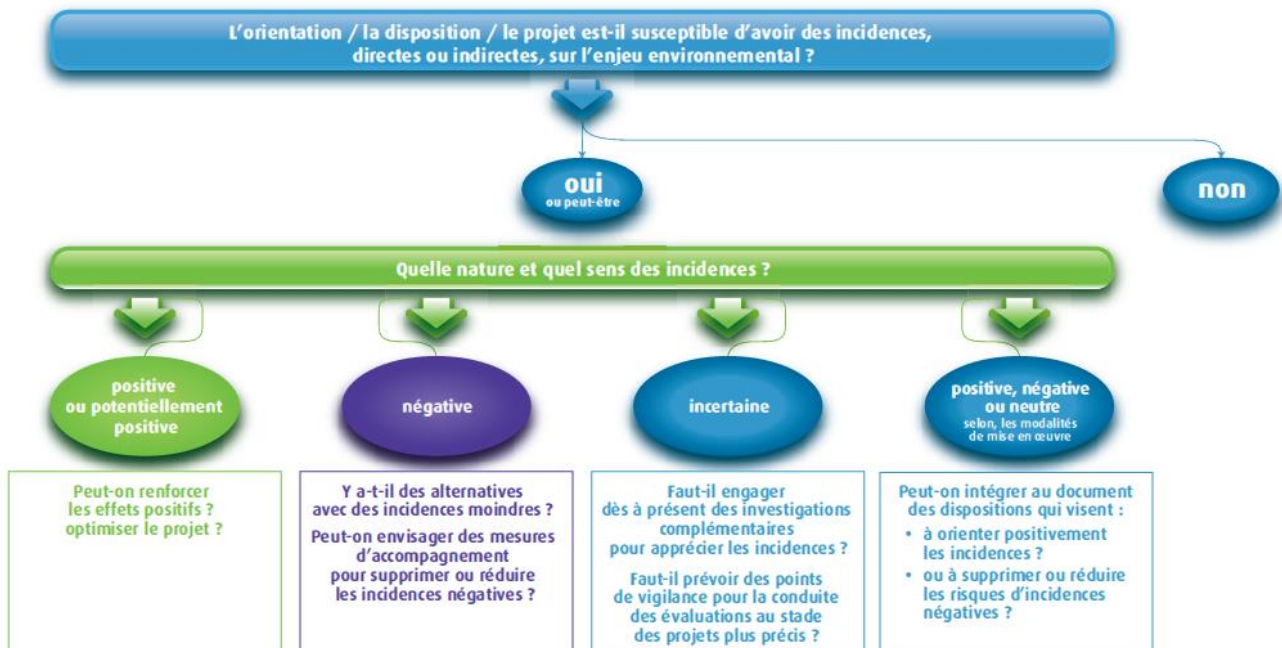 L'orientation / la disposition / le projet est-il susceptible d'avoir des incidences,
directes ou indirectes, sur l'enjeu environnemental ?
oui
ou peut-être
non
Quelle nature et quel sens des incidences ?
positive
ou potentiellement
positive
négative
incertaine
positive, négative
ou neutre
selon, les modalités
de mise en œuvre
Peut-on renforcer
les effets positifs ?
optimiser le projet ?
Y a-t-il des alternatives
avec des incidences moindres ?
Peut-on envisager des mesures
d'accompagnement
pour supprimer ou réduire
les incidences négatives ?
Faut-il engager
dès à présent des investigations
complémentaires
pour apprécier les incidences ?
Faut-il prévoir des points
de vigilance pour la conduite
des évaluations au stade
des projets plus précis ?
Peut-on intégrer au document
des dispositions qui visent :
• à orienter positivement
les incidences ?
• ou à supprimer ou réduire
les risques d'incidences
négatives ?